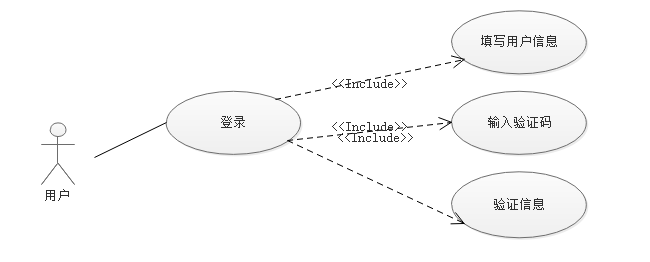 填写用户信息
<<Include>>
登录
<<Include>>
输入验证码
<<Include>>
用户
验证信息